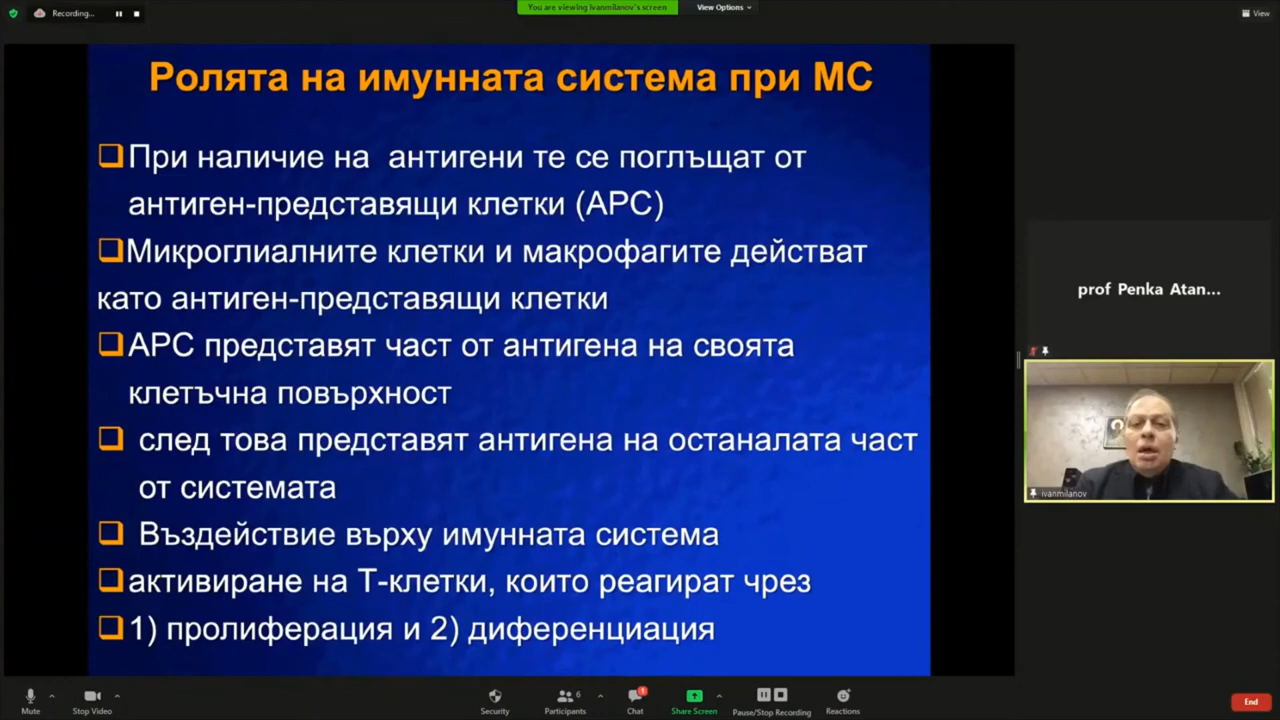 Recording...
You are viewing ivanmilanov's screen
View Options
View
Ролята на имунната система при МС
При наличие на антигени те се поглъщат от
антиген-представящи клетки (АРС)
Микроглиалните клетки и макрофагите действат
като антиген-представящи клетки
АРС представят част от антигена на своята
клетъчна повърхност
след това представят антигена на останалата част
от системата
Въздействие върху имунната система
активиране на Т-клетки, които реагират чрез
1) пролиферация и 2) диференциация
prof Penka Atan...
ivanmilanov
Mute
Stop Video
Security
Participants
6
Chat
1
Share Screen
Pause/Stop Recording
Reactions
End